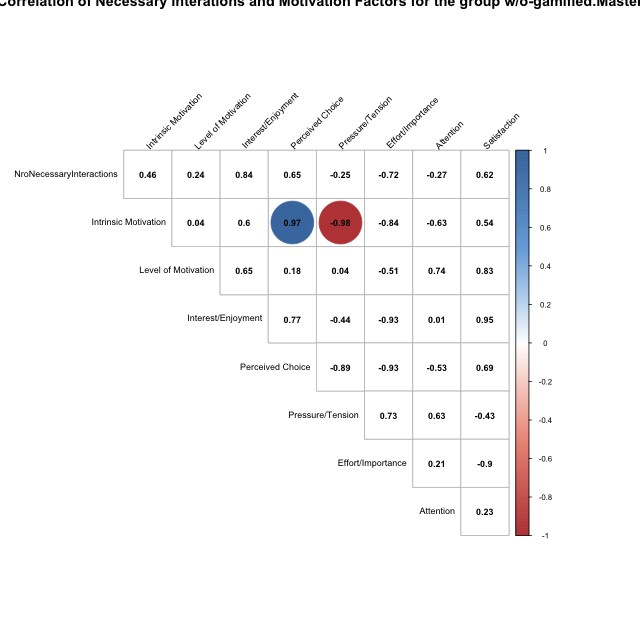 Correlation of Necessary Interations and Motivation Factors for the group w/o-gamified.Master
Intrinsic Motivation
Level of Motivation
Interest/Enjoyment
Perceived Choice
Pressure/Tension
Effort/Importance
Attention
Satisfaction
NroNecessaryInteractions 0.46 0.24 0.84 0.65 -0.25 -0.72 -0.27 0.62
Intrinsic Motivation 0.04 0.6 0.97 -0.98 -0.84 -0.63 0.54
Level of Motivation 0.65 0.18 0.04 -0.51 0.74 0.83
Interest/Enjoyment 0.77 -0.44 -0.93 0.01 0.95
Perceived Choice -0.89 -0.93 -0.53 0.69
Pressure/Tension 0.73 0.63 -0.43
Effort/Importance 0.21 -0.9
Attention 0.23
1
0.8
0.6
0.4
0.2
0
-0.2
-0.4
-0.6
-0.8
-1